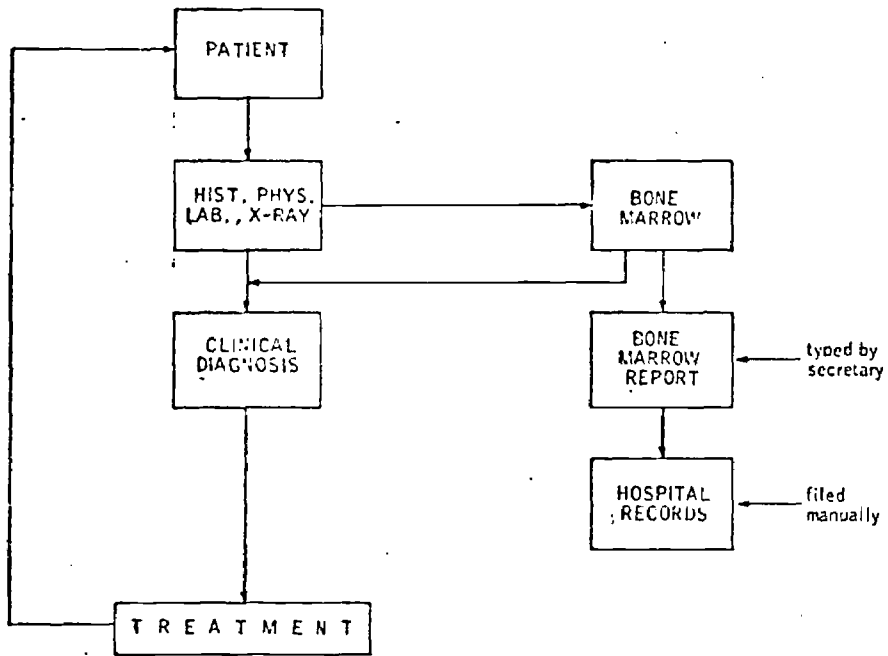 PATIENT
HIST. PHYS.
LAB., X-RAY
BONE
MARROW
CLINICAL
DIAGNOSIS
BONE
MARROW
REPORT
typed by
secretary
HOSPITAL
RECORDS
filed
manually
TREATMENT